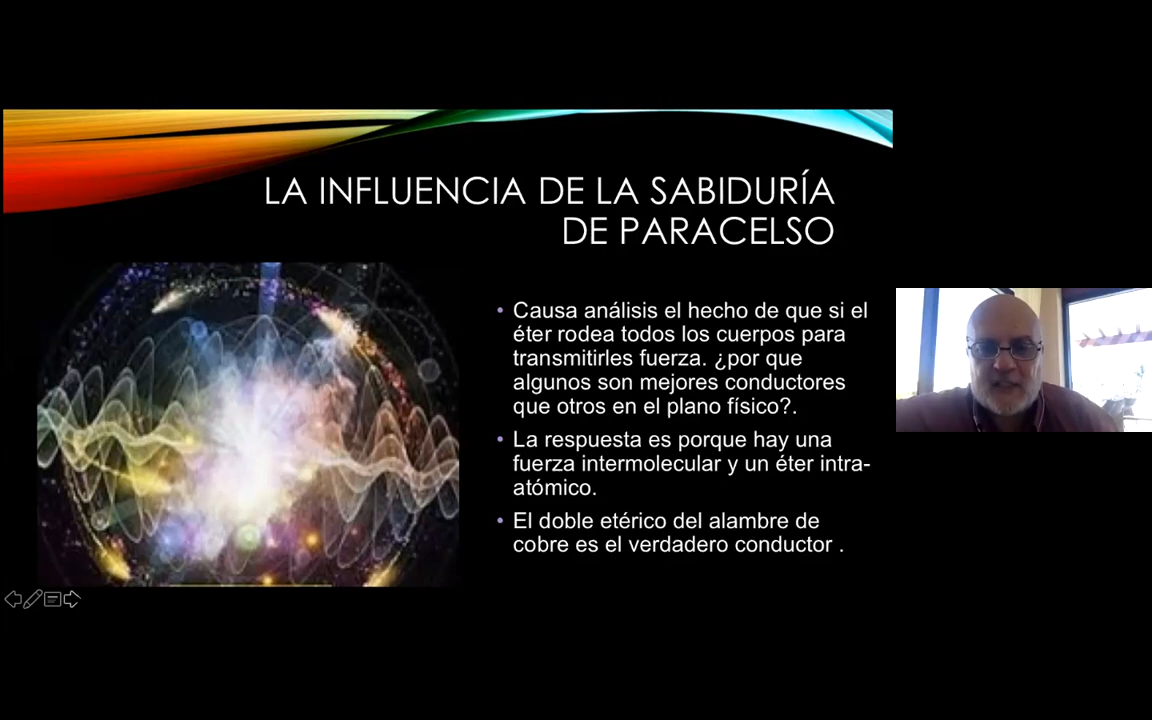 LA INFLUENCIA DE LA SABIDURÍA
DE PARACELSO
• Causa análisis el hecho de que si el
éter rodea todos los cuerpos para
transmitirles fuerza. ¿por que
algunos son mejores conductores
que otros en el plano físico?.
• La respuesta es porque hay una
fuerza intermolecular y un éter intra-
atómico.
• El doble etérico del alambre de
cobre es el verdadero conductor .